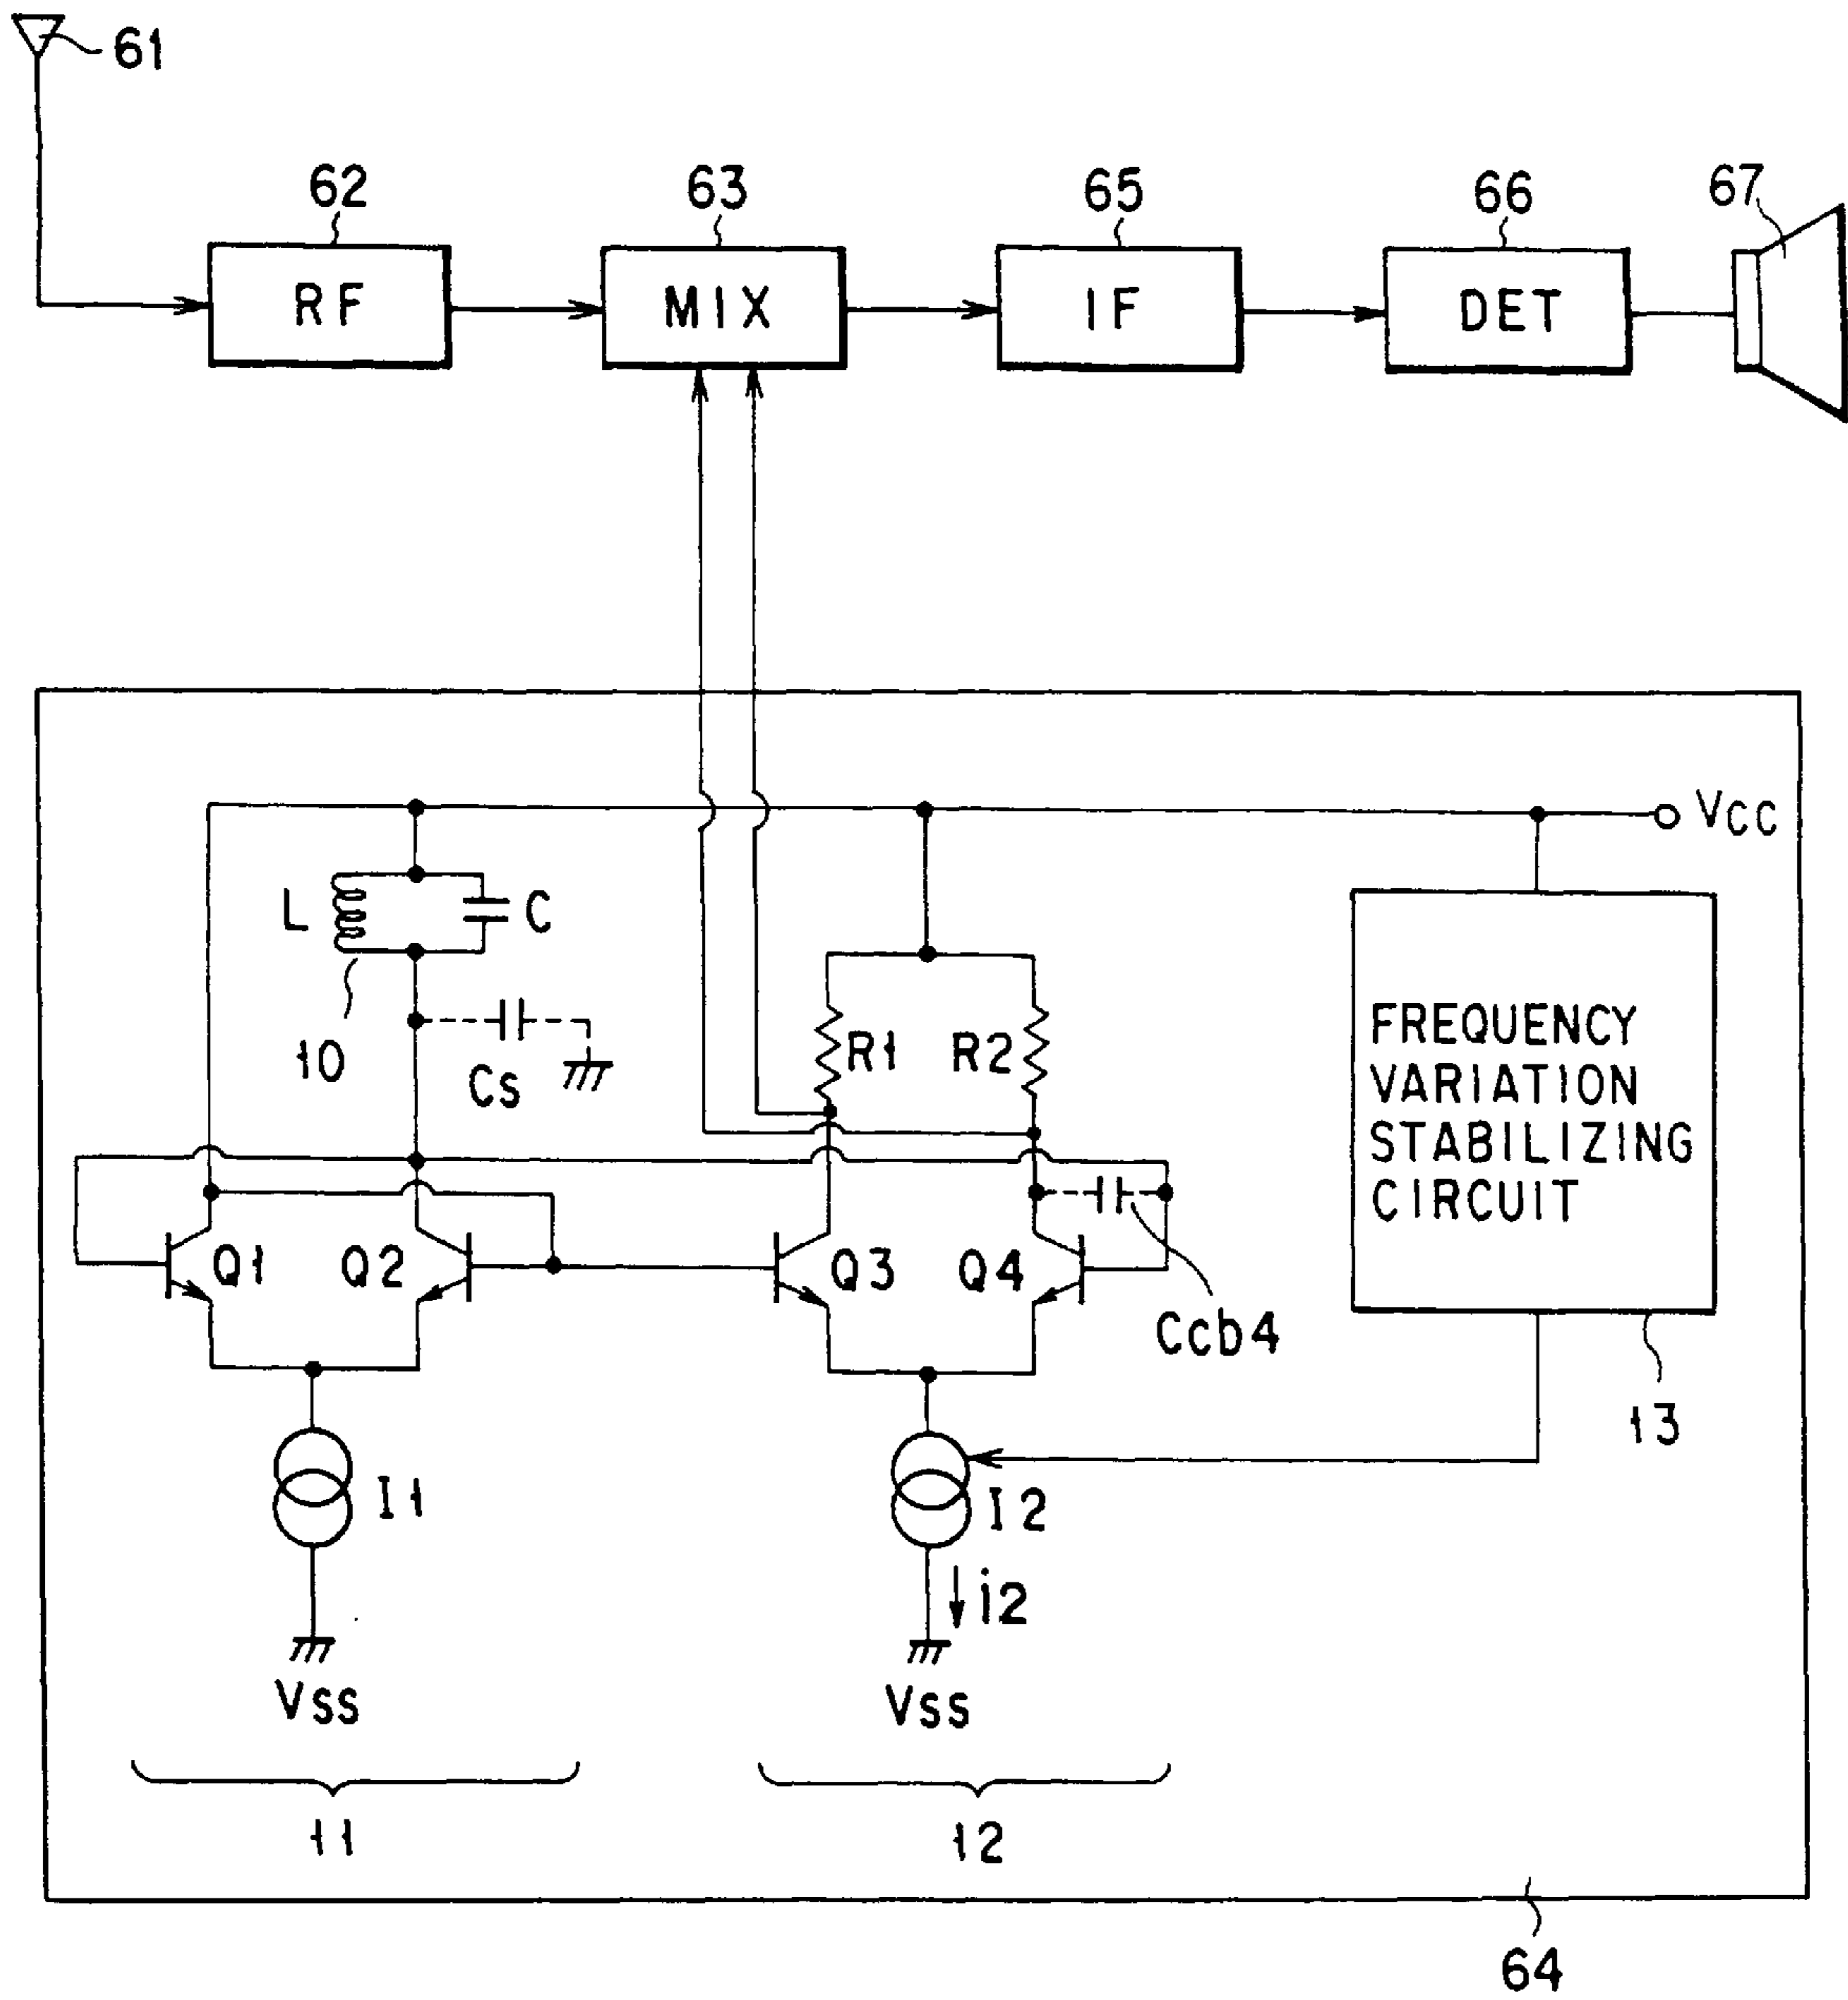 61
62
63
65
66
67
RF
MIX
IF
DET
VCC
L
C
10
Cs
R1
R2
FREQUENCY
VARIATION
STABILIZING
CIRCUIT
Q1
Q2
Q3
Q4
Ccb4
13
I1
I2
i2
VSS
VSS
11
12
64